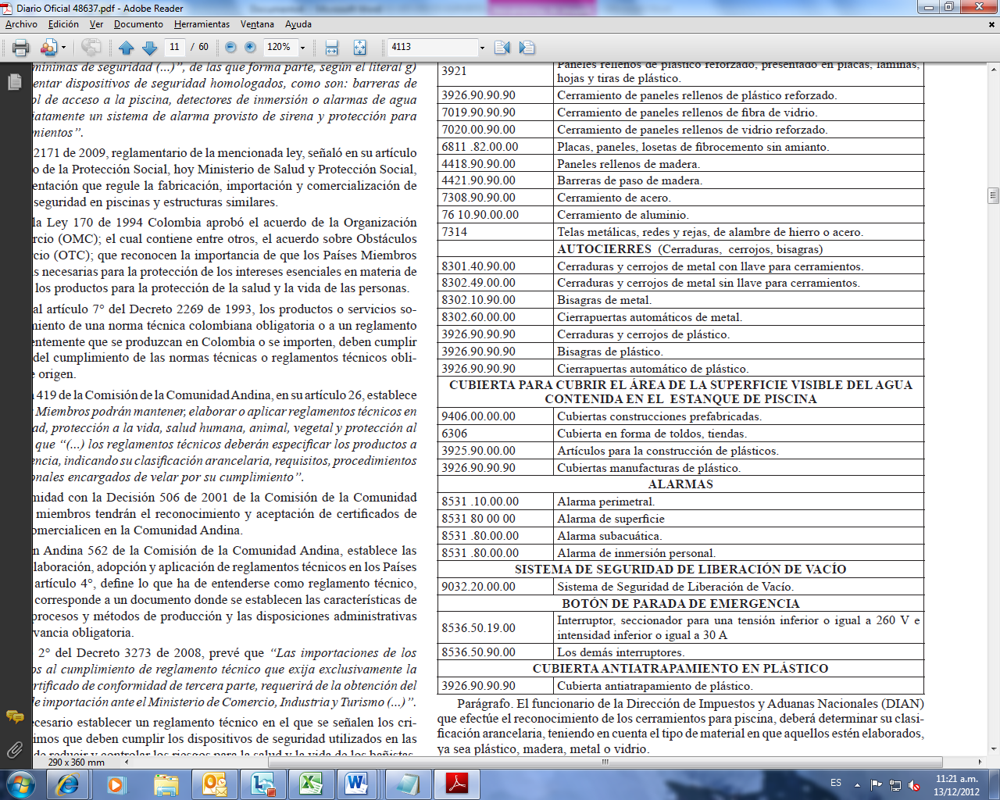 Diario Oficial 48637.pdf - Adobe Reader
Archivo Edición Ver Documento Herramientas Ventana Ayuda
11 / 60 120% 4113
mínimas de seguridad (...)”, de las que forma parte, según el literal g)
entar dispositivos de seguridad homologados, como son: barreras de
ol de acceso a la piscina, detectores de inmersión o alarmas de agua
iatamente un sistema de alarma provisto de sirena y protección para
mientos”.
2171 de 2009, reglamentario de la mencionada ley, señaló en su artículo
o de la Protección Social, hoy Ministerio de Salud y Protección Social,
entación que regule la fabricación, importación y comercialización de
seguridad en piscinas y estructuras similares.
la Ley 170 de 1994 Colombia aprobó el acuerdo de la Organización
rcio (OMC); el cual contiene entre otros, el acuerdo sobre Obstáculos
rcio (OTC); que reconocen la importancia de que los Países Miembros
as necesarias para la protección de los intereses esenciales en materia de
los productos para la protección de la salud y la vida de las personas.
al artículo 7° del Decreto 2269 de 1993, los productos o servicios so-
miento de una norma técnica colombiana obligatoria o a un reglamento
entemente que se produzcan en Colombia o se importen, deben cumplir
del cumplimiento de las normas técnicas o reglamentos técnicos obli-
e origen.
n 419 de la Comisión de la Comunidad Andina, en su artículo 26, establece
Miembros podrán mantener, elaborar o aplicar reglamentos técnicos en
dad, protección a la vida, salud humana, animal, vegetal y protección al
que “(...) los reglamentos técnicos deberán especificar los productos a
encia, indicando su clasificación arancelaria, requisitos, procedimientos
onales encargados de velar por su cumplimiento”.
midad con la Decisión 506 de 2001 de la Comisión de la Comunidad
miembros tendrán el reconocimiento y aceptación de certificados de
omercialicen en la Comunidad Andina.
n Andina 562 de la Comisión de la Comunidad Andina, establece las
laboración, adopción y aplicación de reglamentos técnicos en los Países
artículo 4°, define lo que ha de entenderse como reglamento técnico,
corresponde a un documento donde se establecen las características de
procesos y métodos de producción y las disposiciones administrativas
rvancia obligatoria.
2° del Decreto 3273 de 2008, prevé que “Las importaciones de los
os al cumplimiento de reglamento técnico que exija exclusivamente la
rtificado de conformidad de tercera parte, requerirá de la obtención del
de importación ante el Ministerio de Comercio, Industria y Turismo (...)”.
ecesario establecer un reglamento técnico en el que se señalen los cri-
imos que deben cumplir los dispositivos de seguridad utilizados en las
de reducir y controlar los riesgos para la salud y la vida de los bañistas
3921 Paneles rellenos de plástico reforzado, presentado en placas, láminas,
hojas y tiras de plástico.
3926.90.90.90 Cerramiento de paneles rellenos de plástico reforzado.
7019.90.90.90 Cerramiento de paneles rellenos de fibra de vidrio.
7020.00.90.00 Cerramiento de paneles rellenos de vidrio reforzado.
6811 .82.00.00 Placas, paneles, losetas de fibrocemento sin amianto.
4418.90.90.00 Paneles rellenos de madera.
4421.90.90.00 Barreras de paso de madera.
7308.90.90.00 Cerramiento de acero.
76 10.90.00.00 Cerramiento de aluminio.
7314 Telas metálicas, redes y rejas, de alambre de hierro o acero.
AUTOCIERRES (Cerraduras, cerrojos, bisagras)
8301.40.90.00 Cerraduras y cerrojos de metal con llave para cerramientos.
8302.49.00.00 Cerraduras y cerrojos de metal sin llave para cerramientos.
8302.10.90.00 Bisagras de metal.
8302.60.00.00 Cierrapuertas automáticos de metal.
3926.90.90.90 Cerraduras y cerrojos de plástico.
3926.90.90.90 Bisagras de plástico.
3926.90.90.90 Cierrapuertas automático de plástico.
CUBIERTA PARA CUBRIR EL ÁREA DE LA SUPERFICIE VISIBLE DEL AGUA
CONTENIDA EN EL ESTANQUE DE PISCINA
9406.00.00.00 Cubiertas construcciones prefabricadas.
6306 Cubierta en forma de toldos, tiendas.
3925.90.00.00 Artículos para la construcción de plásticos.
3926.90.90.90 Cubiertas manufacturas de plástico.
ALARMAS
8531 .10.00.00 Alarma perimetral.
8531 80 00 00 Alarma de superficie
8531 .80.00.00 Alarma subacuática.
8531 .80.00.00 Alarma de inmersión personal.
SISTEMA DE SEGURIDAD DE LIBERACIÓN DE VACÍO
9032.20.00.00 Sistema de Seguridad de Liberación de Vacío.
BOTÓN DE PARADA DE EMERGENCIA
8536.50.19.00 Interruptor, seccionador para una tensión inferior o igual a 260 V e
intensidad inferior o igual a 30 A
8536.50.90.00 Los demás interruptores.
CUBIERTA ANTIATRAPAMIENTO EN PLÁSTICO
3926.90.90.90 Cubierta antiatrapamiento de plástico.
Parágrafo. El funcionario de la Dirección de Impuestos y Aduanas Nacionales (DIAN)
que efectúe el reconocimiento de los cerramientos para piscina, deberá determinar su clasi-
ficación arancelaria, teniendo en cuenta el tipo de material en que aquellos estén elaborados,
ya sea plástico, madera, metal o vidrio.
290 x 360 mm
ES 11:21 a.m.
13/12/2012